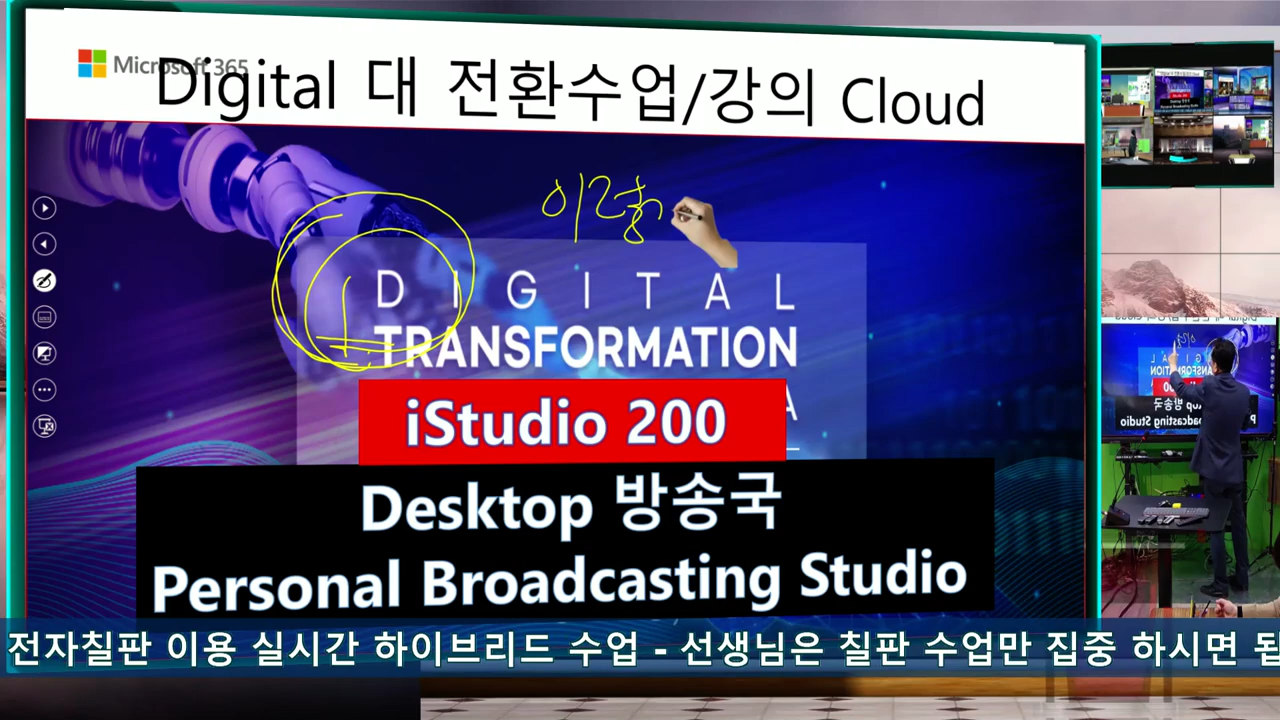 Microsoft 365
Digital 대 전환수업/강의 Cloud
DIGITAL
TRANSFORMATION
A
iStudio 200
Desktop 방송국
Personal Broadcasting Studio
전자칠판 이용 실시간 하이브리드 수업 - 선생님은 칠판 수업만 집중 하시면 됩